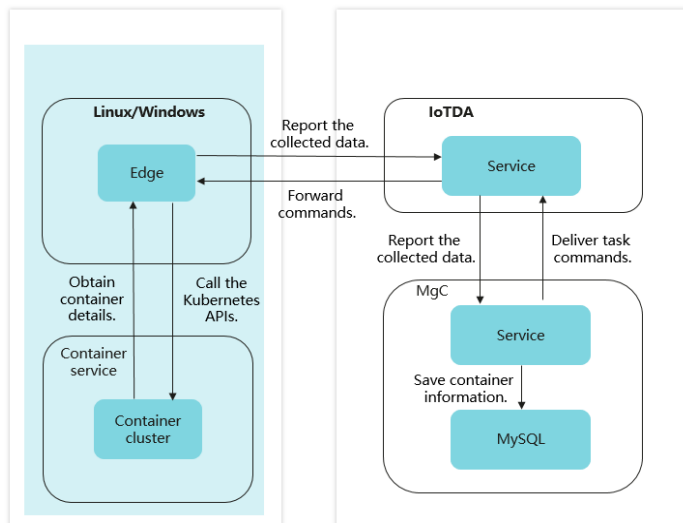 Linux/Windows
Edge
Report the
collected data.
Forward
commands.
IoTDA
Service
Obtain
container
details.
Call the
Kubernetes
APIs.
Report the
collected data.
Deliver task
commands.
Container
service
Container
cluster
MgC
Service
Save container
information.
MySQL